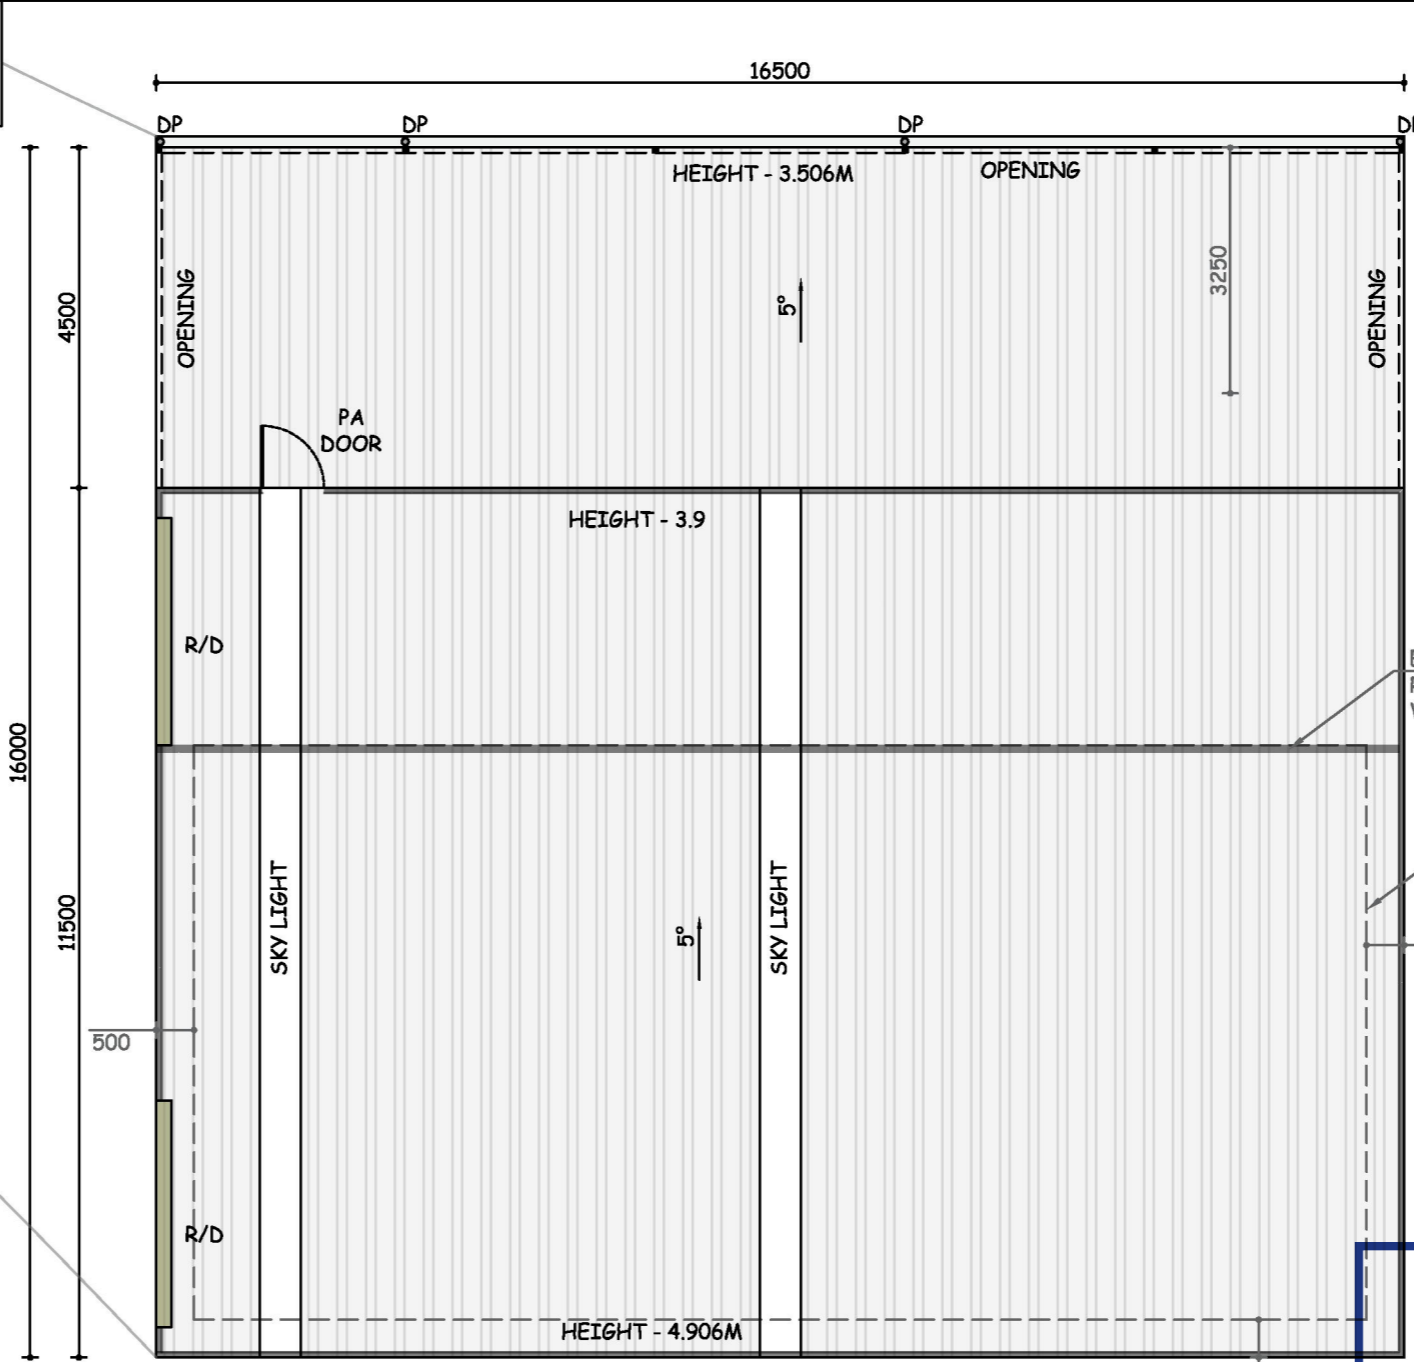 16500
DP
DP
DP
HEIGHT - 3.506M
OPENING
3250
OPENING
OPENING
5°
4500
PA
DOOR
HEIGHT - 3.9
R/D
16000
11500
SKY LIGHT
SKY LIGHT
5°
500
R/D
HEIGHT - 4.906M